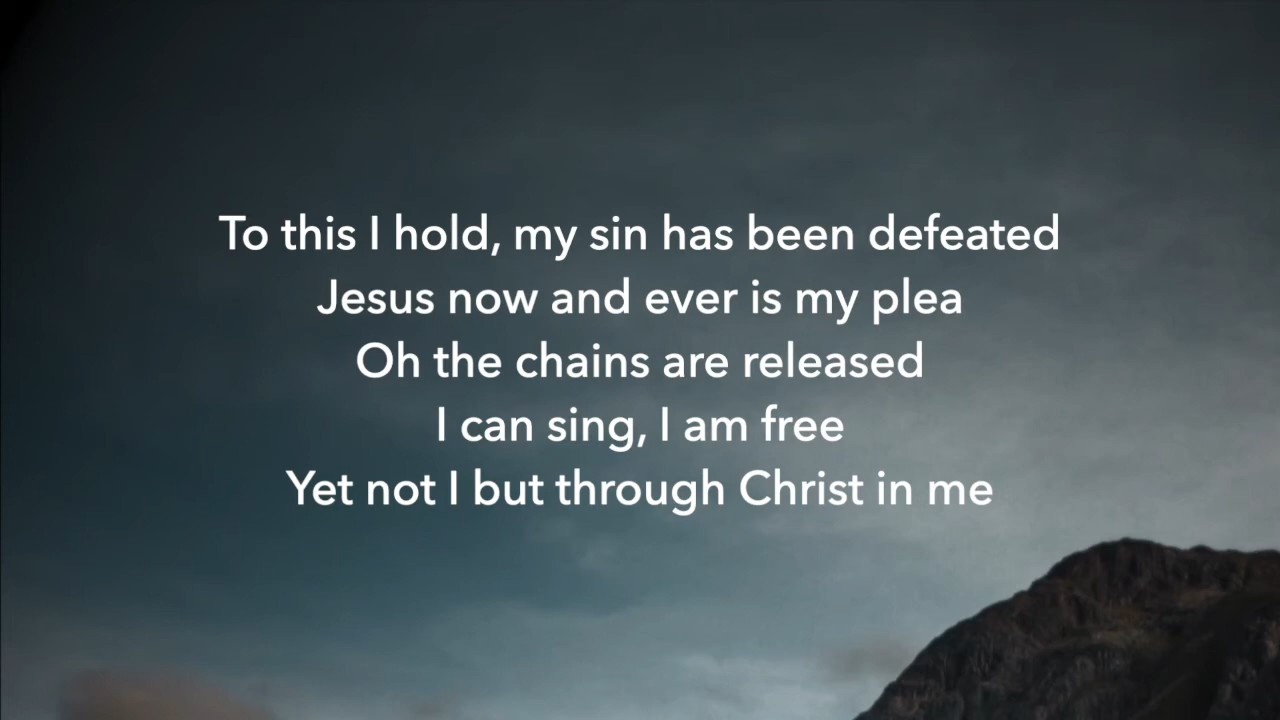 To this I hold, my sin has been defeated
Jesus now and ever is my plea
Oh the chains are released
I can sing, I am free
Yet not I but through Christ in me